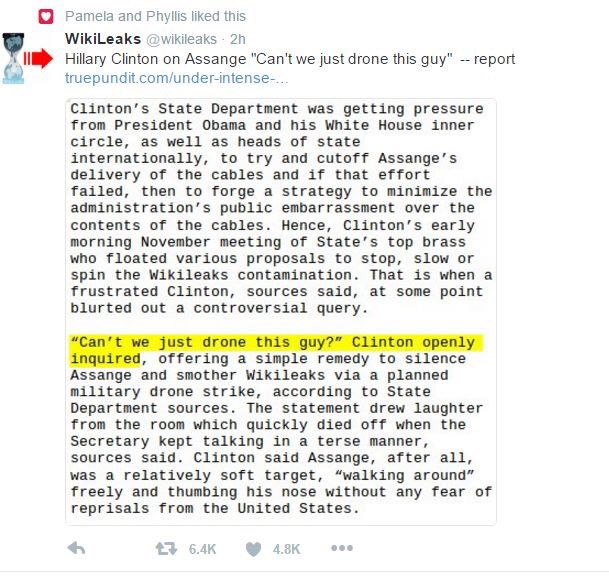 Pamela and Phyllis liked this
WikiLeaks @wikileaks · 2h
Hillary Clinton on Assange "Can't we just drone this guy" -- report
truepundit.com/under-intense-...
Clinton's State Department was getting pressure
from President Obama and his White House inner
circle, as well as heads of state
internationally, to try and cutoff Assange's
delivery of the cables and if that effort
failed, then to forge a strategy to minimize the
administration's public embarrassment over the
contents of the cables. Hence, Clinton's early
morning November meeting of State's top brass
who floated various proposals to stop, slow or
spin the Wikileaks contamination. That is when a
frustrated Clinton, sources said, at some point
blurted out a controversial query.
“Can't we just drone this guy?” Clinton openly
inquired, offering a simple remedy to silence
Assange and smother Wikileaks via a planned
military drone strike, according to State
Department sources. The statement drew laughter
from the room which quickly died off when the
Secretary kept talking in a terse manner,
sources said. Clinton said Assange, after all,
was a relatively soft target, “walking around”
freely and thumbing his nose without any fear of
reprisals from the United States.
6.4K 4.8K